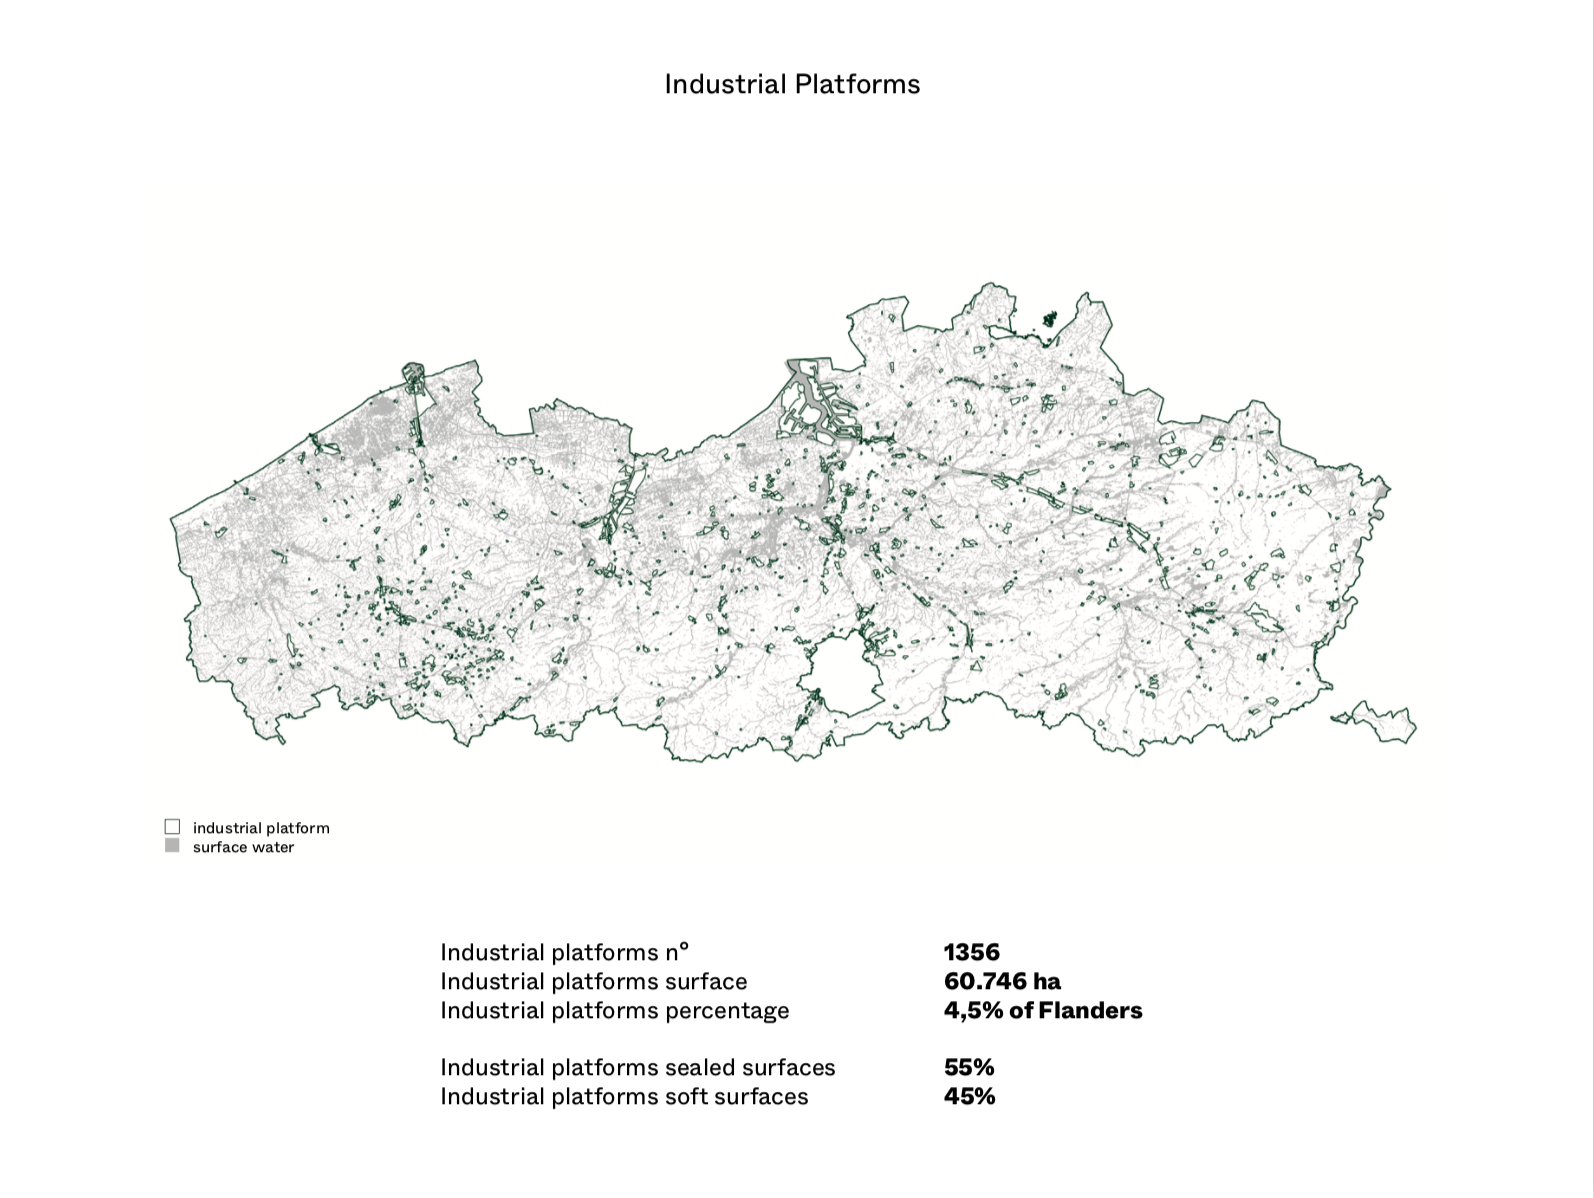 Industrial Platforms
industrial platform
surface water
Industrial platforms n° 1356
Industrial platforms surface 60.746 ha
Industrial platforms percentage 4,5% of Flanders
Industrial platforms sealed surfaces 55%
Industrial platforms soft surfaces 45%